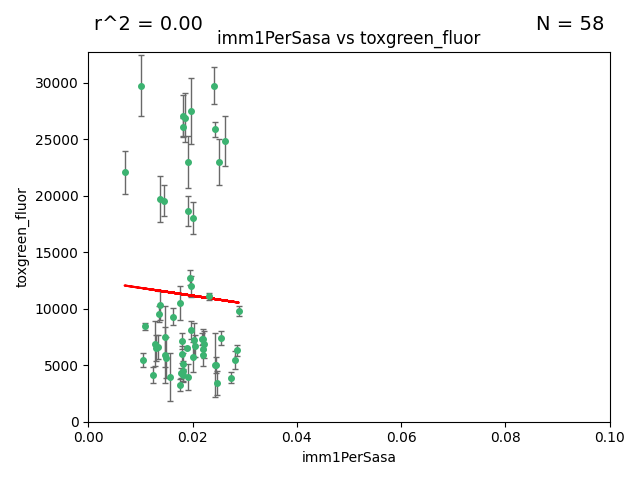 r^2 = 0.00
N = 58
imm1PerSasa vs toxgreen_fluor
30000
25000
20000
15000
10000
5000
0
toxgreen_fluor
0.00 0.02 0.04 0.06 0.08 0.10
imm1PerSasa